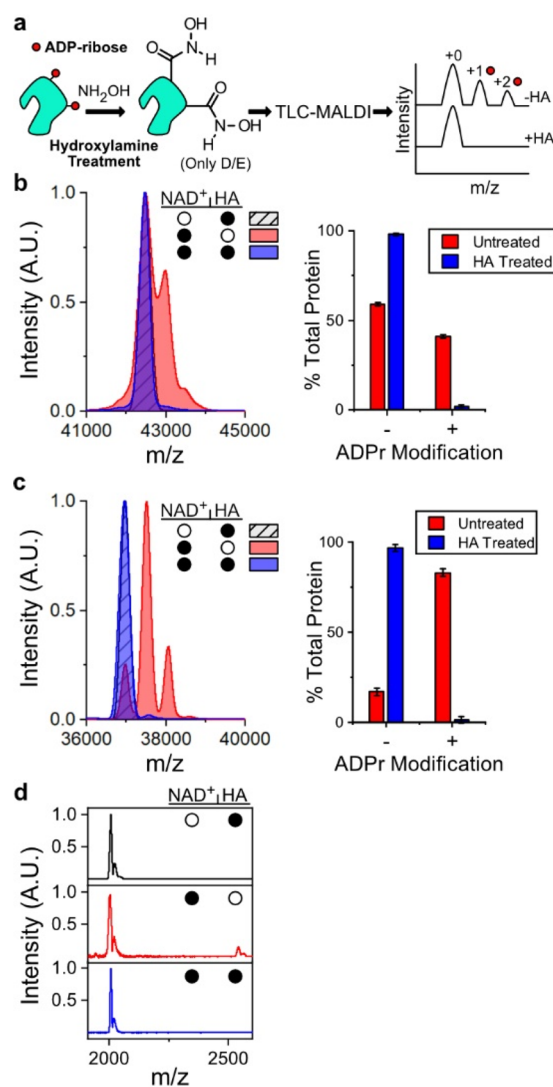 a
ADP-ribose
NH2OH
Hydroxylamine
Treatment
O
N
OH
H
O
N
OH
H
(Only D/E)
TLC-MALDI
Intensity
+0
+1
+2
-HA
+HA
m/z
b
Intensity (A.U.)
1.0
0.5
0.0
41000 43000 45000
m/z
NAD+ HA
% Total Protein
100
50
0
Untreated
HA Treated
- +
ADPr Modification
c
Intensity (A.U.)
1.0
0.5
0.0
36000 38000 40000
m/z
NAD+ HA
% Total Protein
100
50
0
Untreated
HA Treated
- +
ADPr Modification
d
NAD+ HA
Intensity (A.U.)
1.0
0.5
1.0
0.5
1.0
0.5
2000 2500
m/z